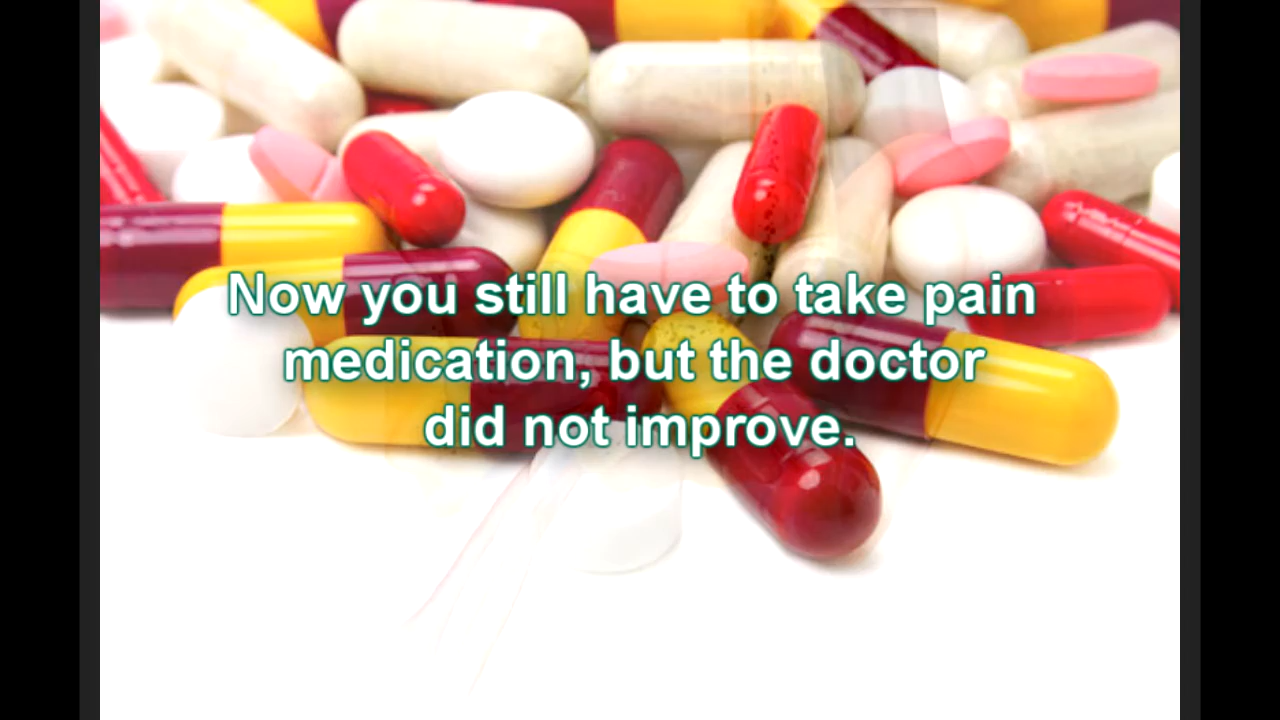 Now you still have to take pain
medication, but the doctor
did not improve.